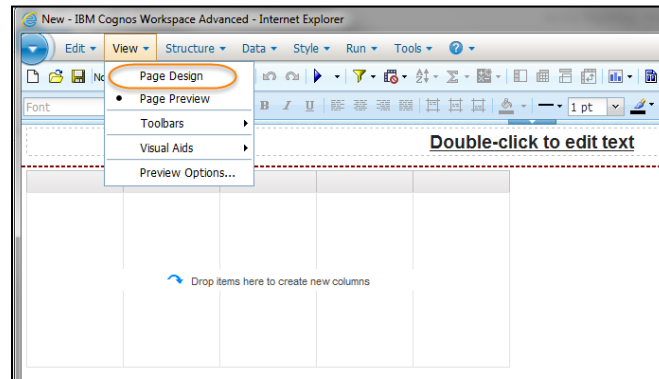 New - IBM Cognos Workspace Advanced - Internet Explorer
Edit View Structure Data Style Run Tools
Page Design
Page Preview
Toolbars
Visual Aids
Preview Options...
Font
B I U
1 pt
Double-click to edit text
Drop items here to create new columns